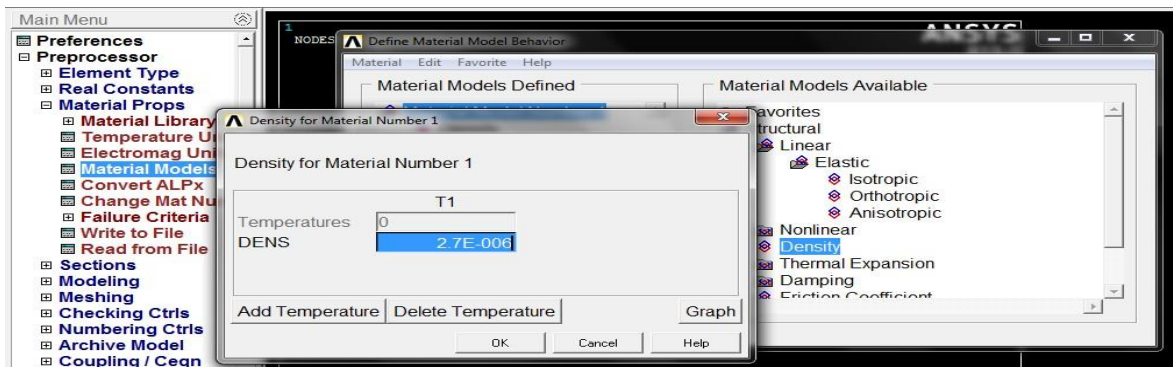 Main Menu
Preferences
Preprocessor
Element Type
Real Constants
Material Props
Material Library
Temperature Un
Electromag Uni
Material Models
Convert ALPx
Change Mat Nu
Failure Criteria
Write to File
Read from File
Sections
Modeling
Meshing
Checking Ctrls
Numbering Ctrls
Archive Model
Coupling / Ceqn
1
NODES
ANSYS
Define Material Model Behavior
Material Edit Favorite Help
Material Models Defined
Material Models Available
avorites
tructural
Linear
Elastic
Isotropic
Orthotropic
Anisotropic
Nonlinear
Density
Thermal Expansion
Damping
Friction Coefficient
Density for Material Number 1
Density for Material Number 1
T1
Temperatures 0
DENS 2.7E-006
Add Temperature Delete Temperature Graph
OK Cancel Help